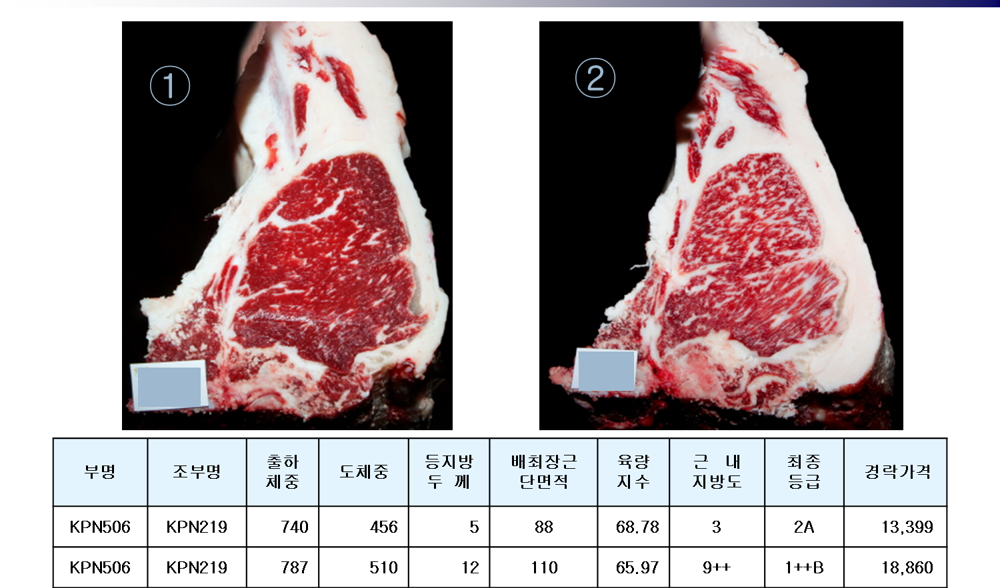 ①
②
부명 조부명 출하 체중 도체중 등지방 두 께 배최장근 단면적 육량 지수 근 내 지방도 최종 등급 경락가격
KPN506 KPN219 740 456 5 88 68.78 3 2A 13,399
KPN506 KPN219 787 510 12 110 65.97 9++ 1++B 18,860